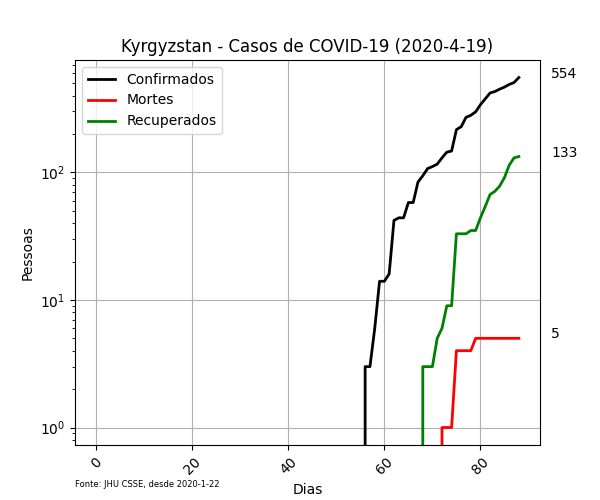 Kyrgyzstan - Casos de COVID-19 (2020-4-19)
Confirmados
Mortes
Recuperados
554
133
5
Pessoas
10²
10¹
10⁰
0
20
40
60
80
Fonte: JHU CSSE, desde 2020-1-22
Dias